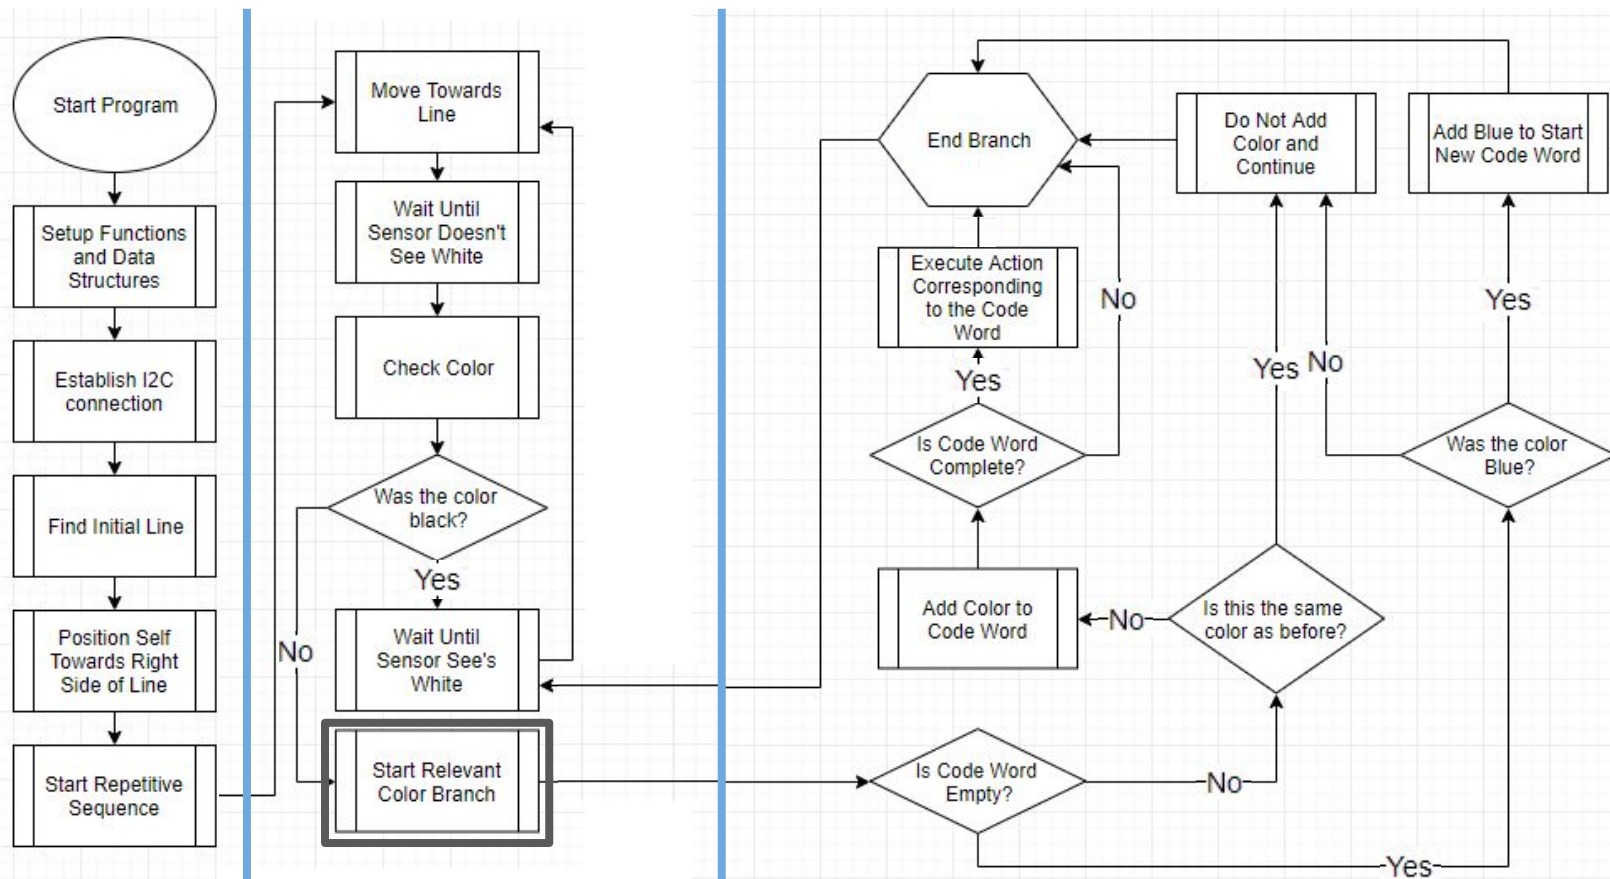 Start Program
Setup Functions
and Data
Structures
Establish I2C
connection
Find Initial Line
Position Self
Towards Right
Side of Line
Start Repetitive
Sequence
Move Towards
Line
Wait Until
Sensor Doesn't
See White
Check Color
Was the color
black?
Yes
No
Wait Until
Sensor See's
White
Start Relevant
Color Branch
End Branch
Do Not Add
Color and
Continue
Add Blue to Start
New Code Word
Execute Action
Corresponding
to the Code
Word
No
Yes
Yes
Yes
No
Is Code Word
Complete?
Was the color
Blue?
Add Color to
Code Word
No
Is this the same
color as before?
Is Code Word
Empty?
No
Yes